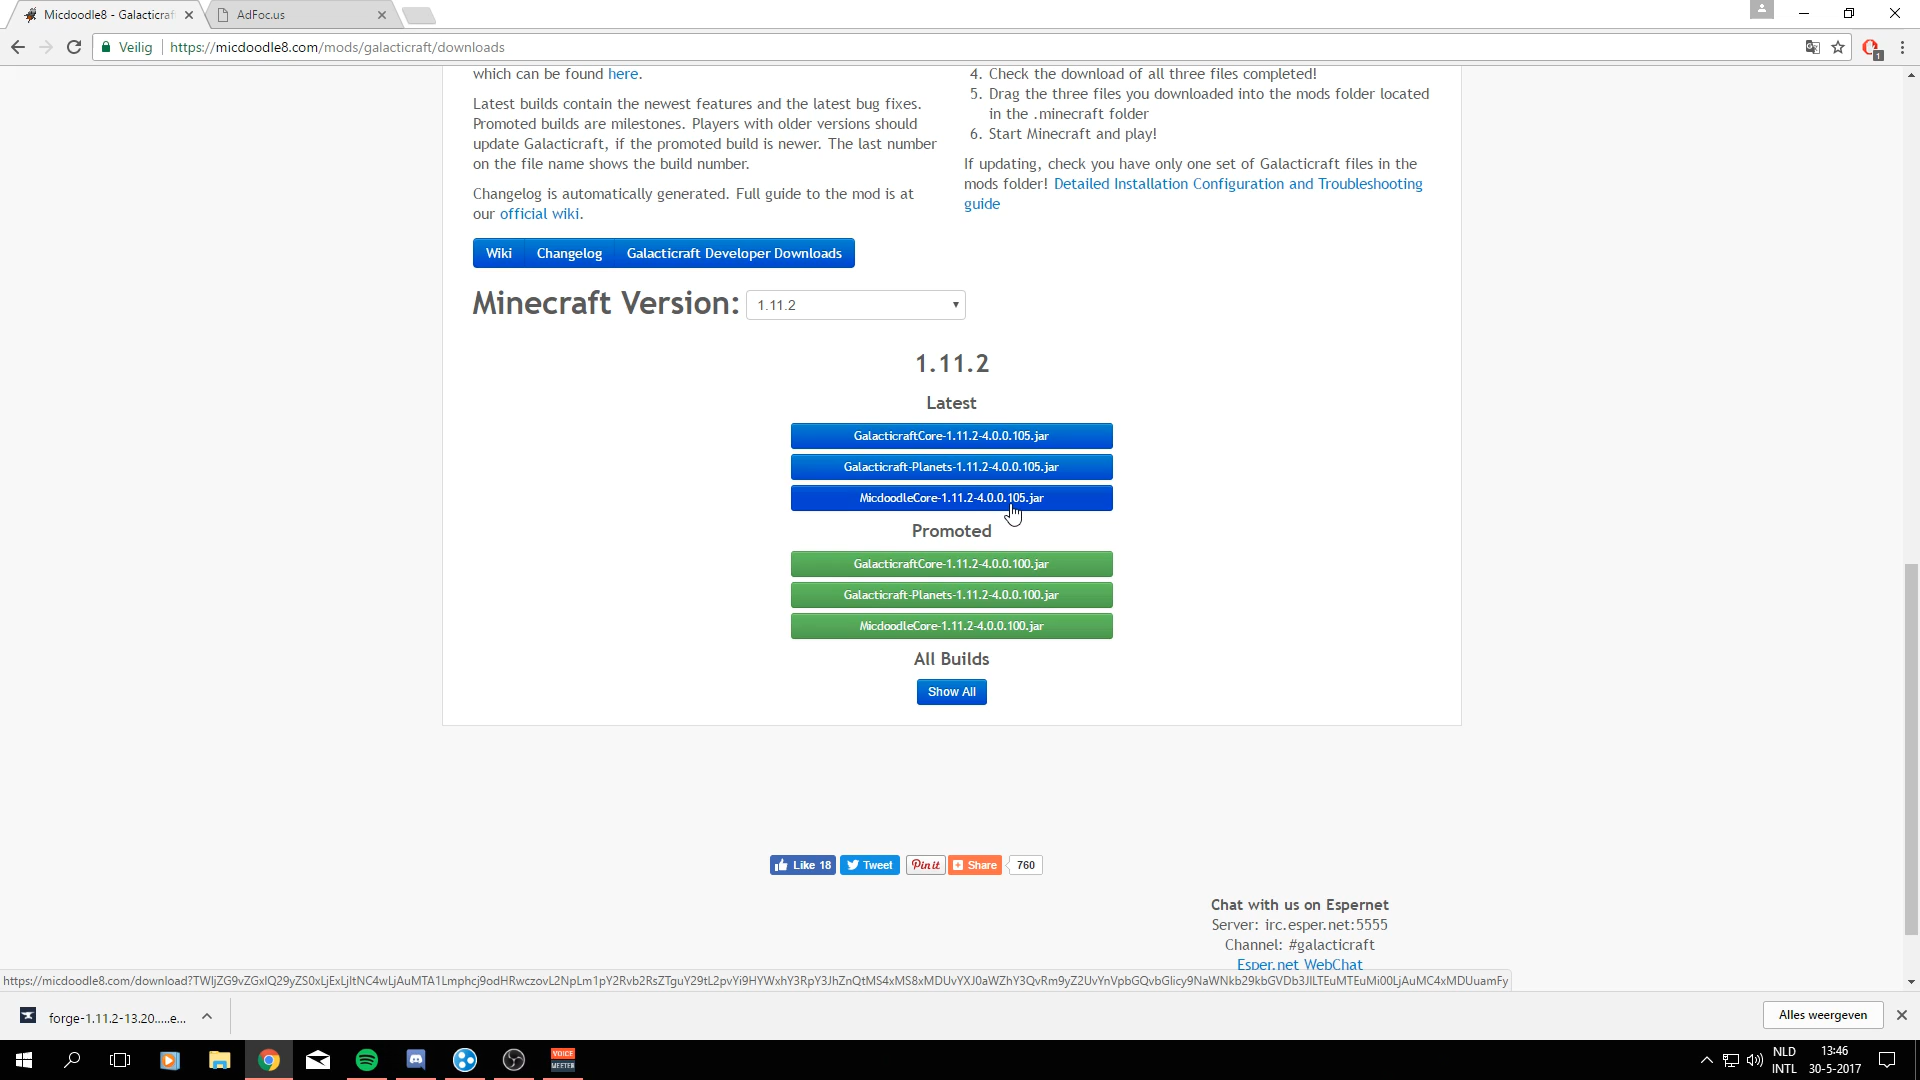 Micdoodle8 - Galacticraf
AdFoc.us
Veilig
https://micdoodle8.com/mods/galacticraft/downloads
1
which can be found here.
Latest builds contain the newest features and the latest bug fixes.
Promoted builds are milestones. Players with older versions should
update Galacticraft, if the promoted build is newer. The last number
on the file name shows the build number.
Changelog is automatically generated. Full guide to the mod is at
our official wiki.
4. Check the download of all three files completed!
5. Drag the three files you downloaded into the mods folder located
in the .minecraft folder
6. Start Minecraft and play!
If updating, check you have only one set of Galacticraft files in the
mods folder! Detailed Installation Configuration and Troubleshooting
guide
Wiki Changelog Galacticraft Developer Downloads
Minecraft Version: 1.11.2
1.11.2
Latest
GalacticraftCore-1.11.2-4.0.0.105.jar
Galacticraft-Planets-1.11.2-4.0.0.105.jar
MicdoodleCore-1.11.2-4.0.0.105.jar
Promoted
GalacticraftCore-1.11.2-4.0.0.100.jar
Galacticraft-Planets-1.11.2-4.0.0.100.jar
MicdoodleCore-1.11.2-4.0.0.100.jar
All Builds
Show All
Like 18 Tweet Pinit Share 760
Chat with us on Espernet
Server: irc.esper.net:5555
Channel: #galacticraft
Esper.net WebChat
forge-1.11.2-13.20.....e...
Alles weergeven
VOICE
MEETER
NLD
INTL
13:46
30-5-2017